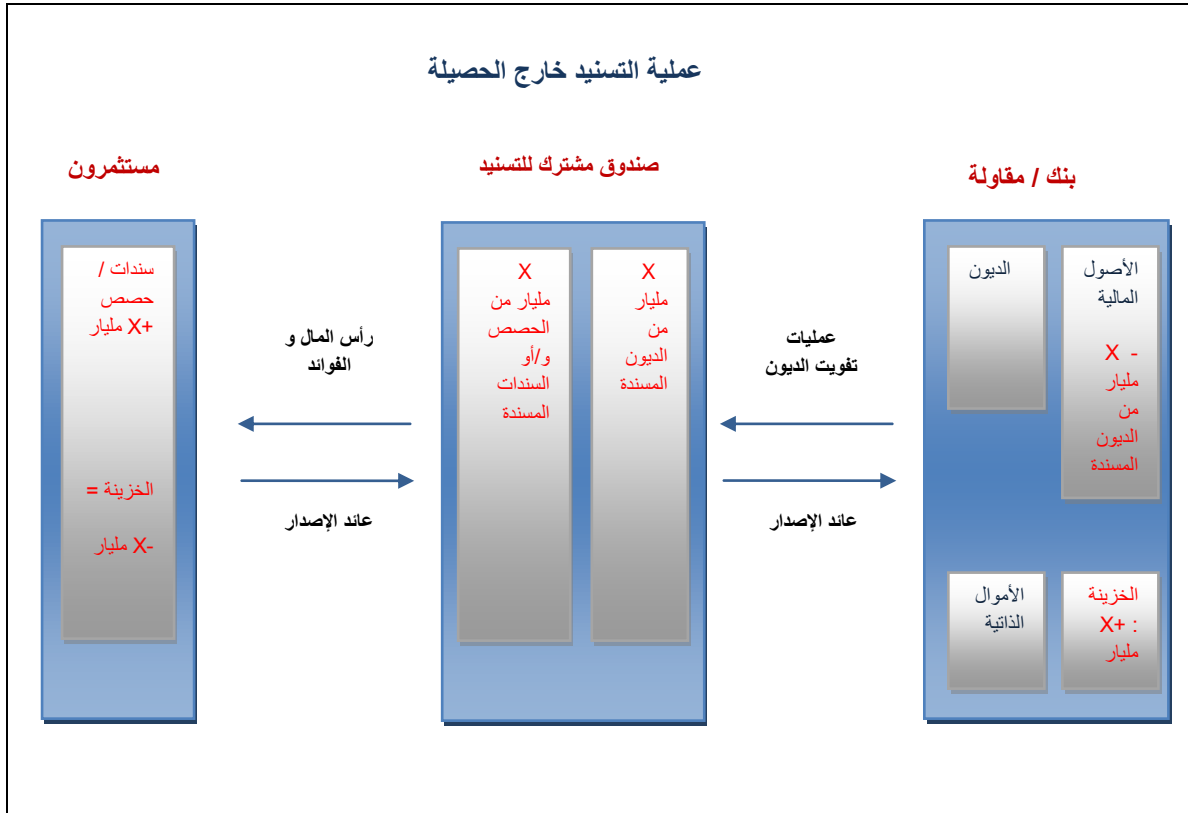 عملية التسنيد خارج الحصيلة
بنك / مقاولة
صندوق مشترك للتسنيد
مستثمرون
الأصول
المالية
- X
مليار
من
الديون
المسندة
الديون
الخزينة
: +X
مليار
الأموال
الذاتية
عمليات
تفويت الديون
عائد الإصدار
X
مليار
من
الديون
المسندة
X
مليار من
الحصص
و/أو
السندات
المسندة
رأس المال و
الفوائد
عائد الإصدار
سندات /
حصص
+X مليار
الخزينة =
-X مليار